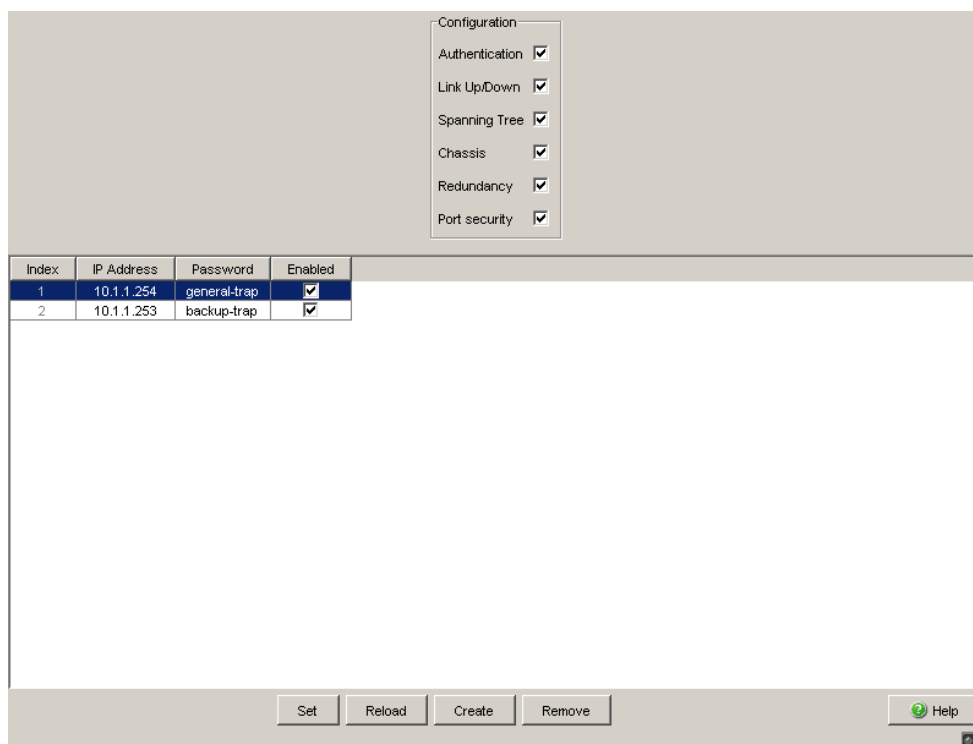 Configuration
Authentication
Link Up/Down
Spanning Tree
Chassis
Redundancy
Port security
Index IP Address Password Enabled
1 10.1.1.254 general-trap
2 10.1.1.253 backup-trap
Set Reload Create Remove Help